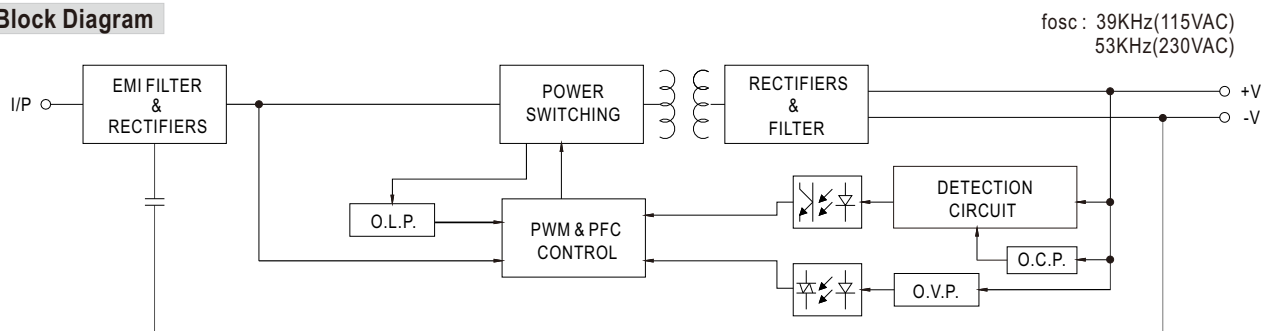 Block Diagram
fosc : 39KHz(115VAC)
53KHz(230VAC)
I/P
EMI FILTER
&
RECTIFIERS
POWER
SWITCHING
RECTIFIERS
&
FILTER
+V
-V
O.L.P.
PWM & PFC
CONTROL
DETECTION
CIRCUIT
O.C.P.
O.V.P.